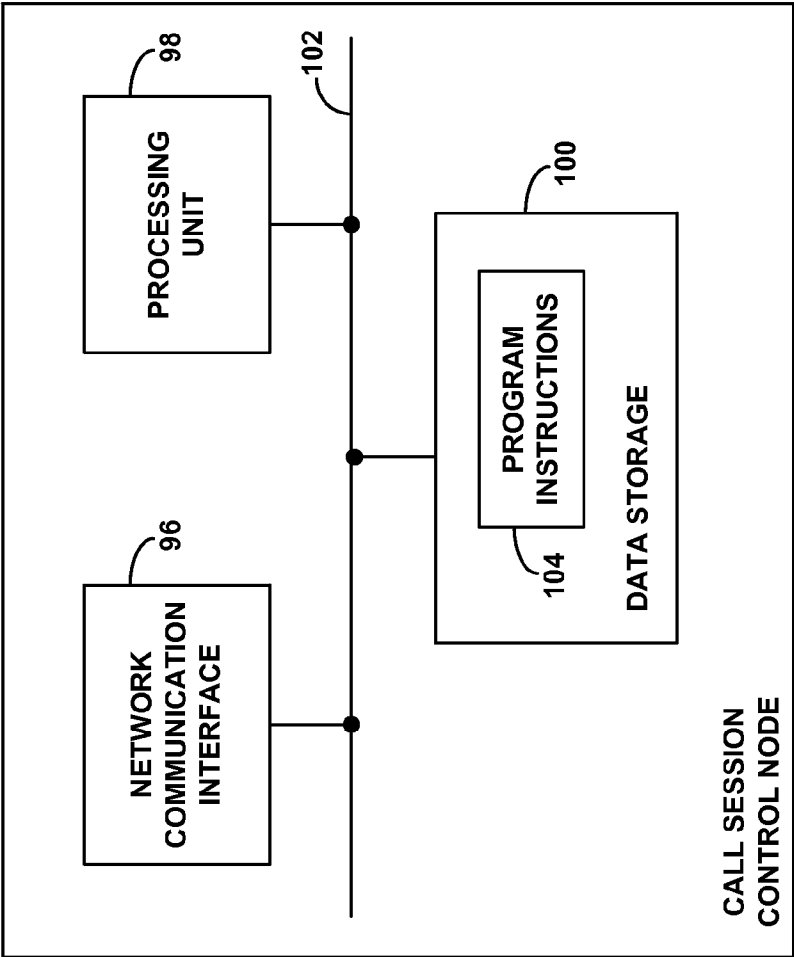 NETWORK
COMMUNICATION
INTERFACE
96
PROCESSING
UNIT
98
102
PROGRAM
INSTRUCTIONS
104
DATA STORAGE
100
CALL SESSION
CONTROL NODE